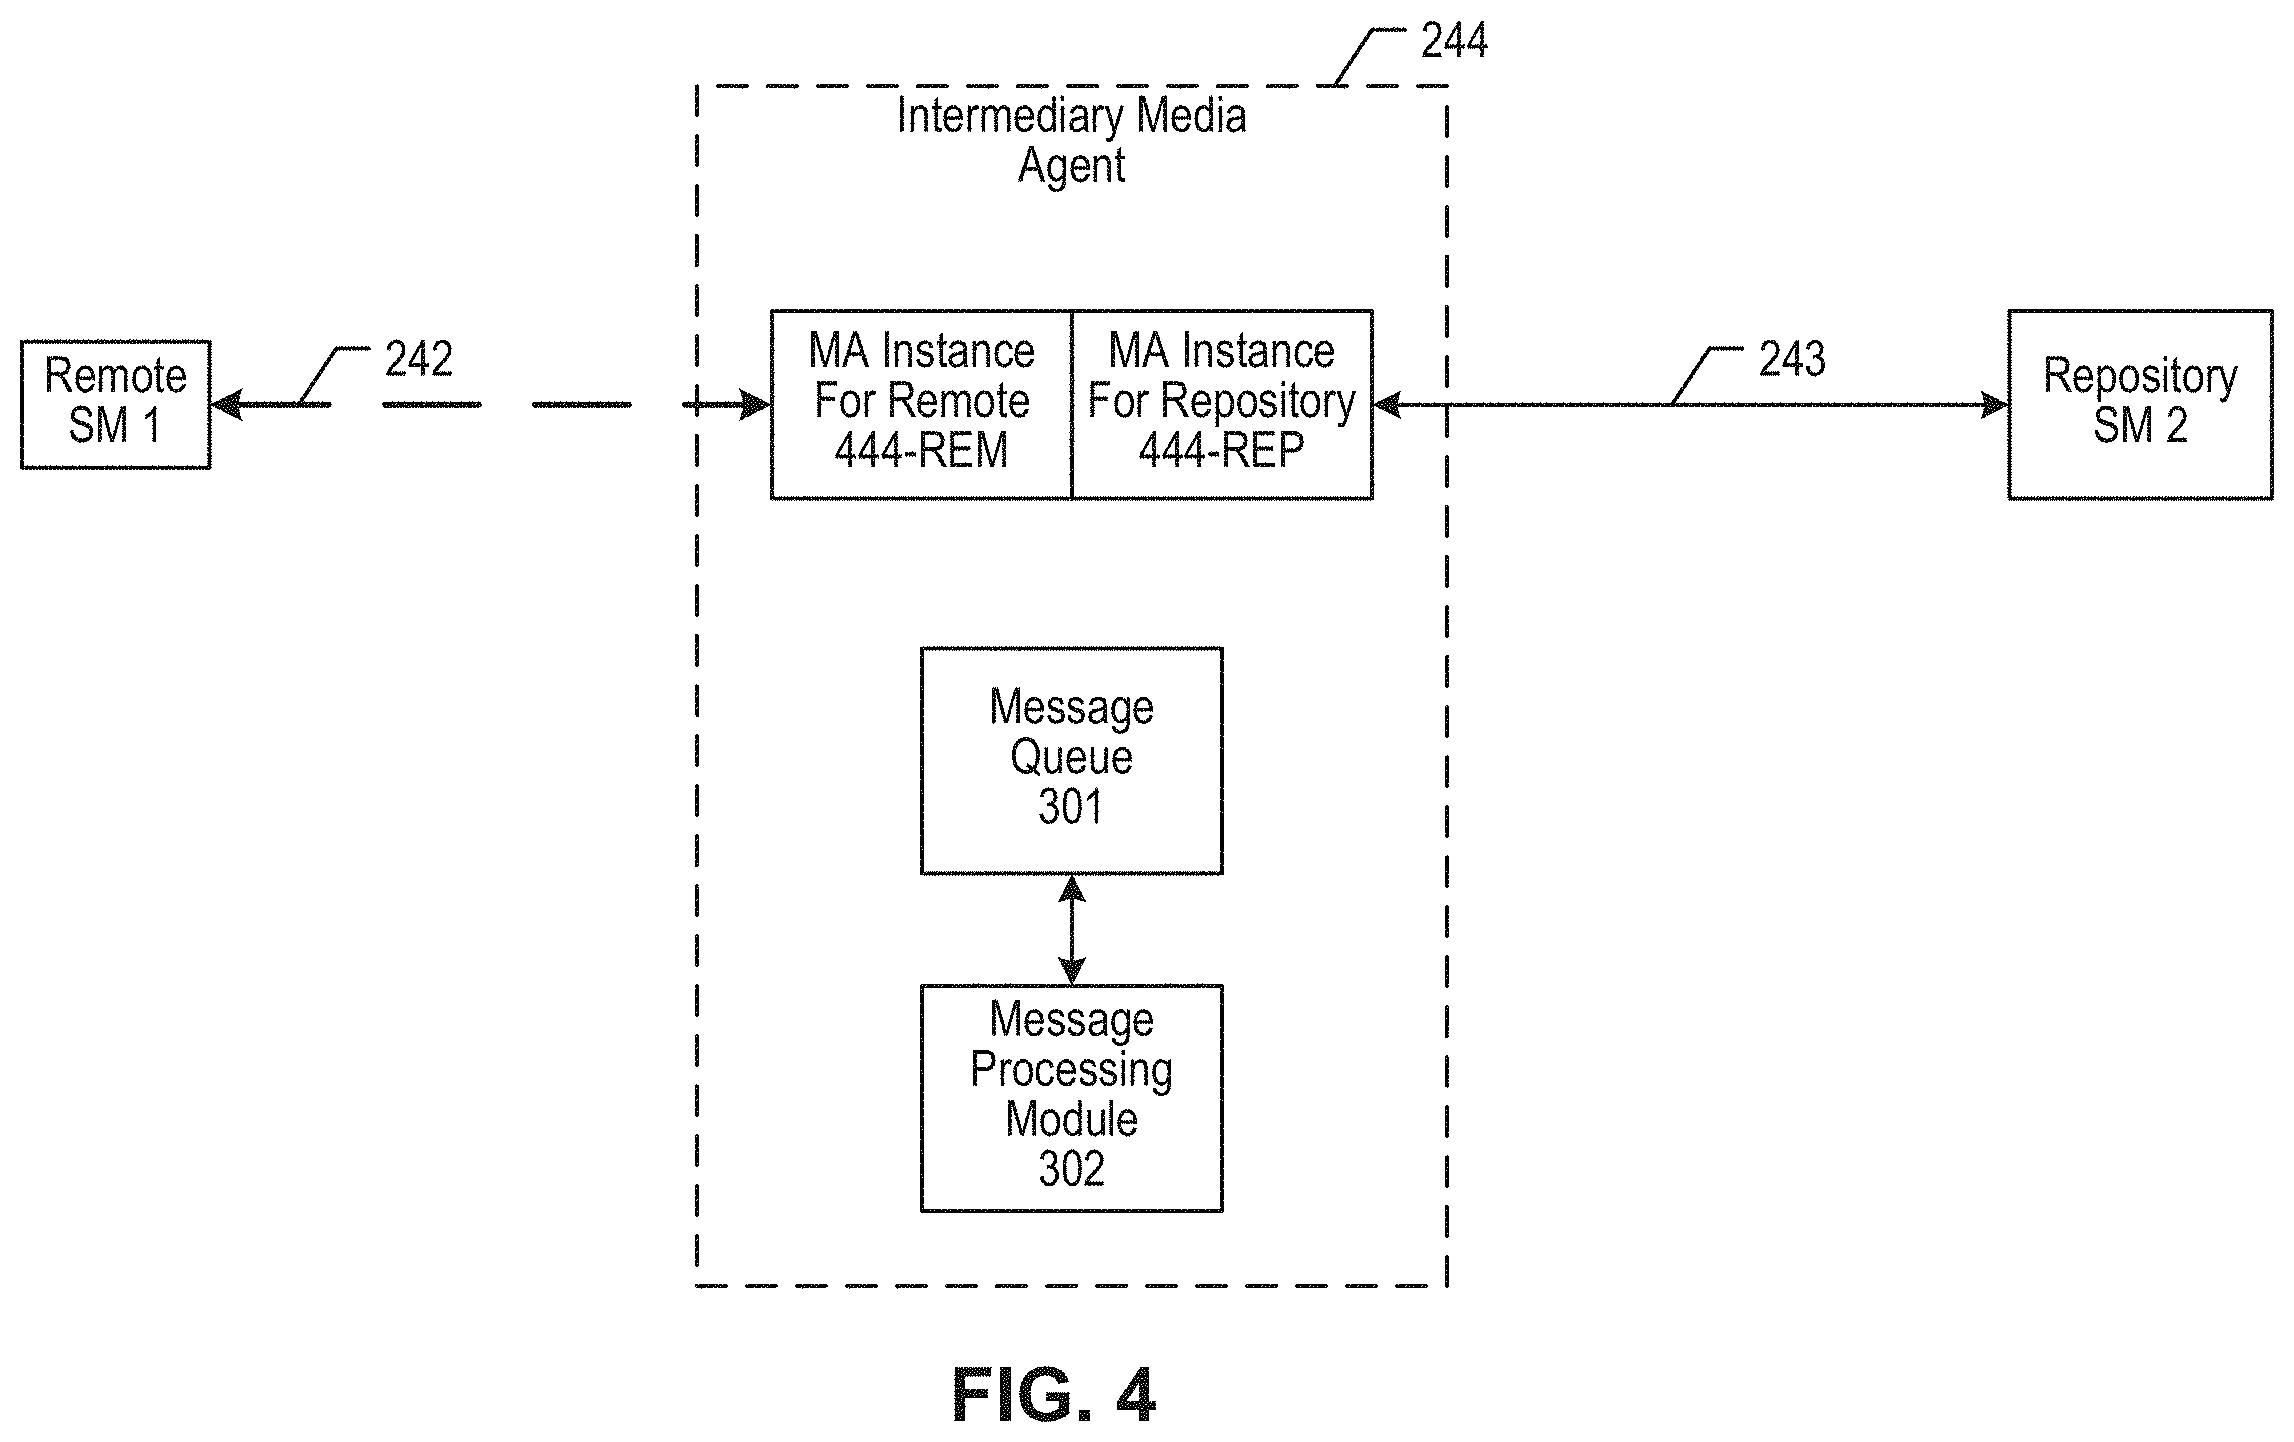 244
Intermediary Media
Agent
Remote
SM 1
242
MA Instance
For Remote
444-REM
MA Instance
For Repository
444-REP
243
Repository
SM 2
Message
Queue
301
Message
Processing
Module
302
FIG. 4